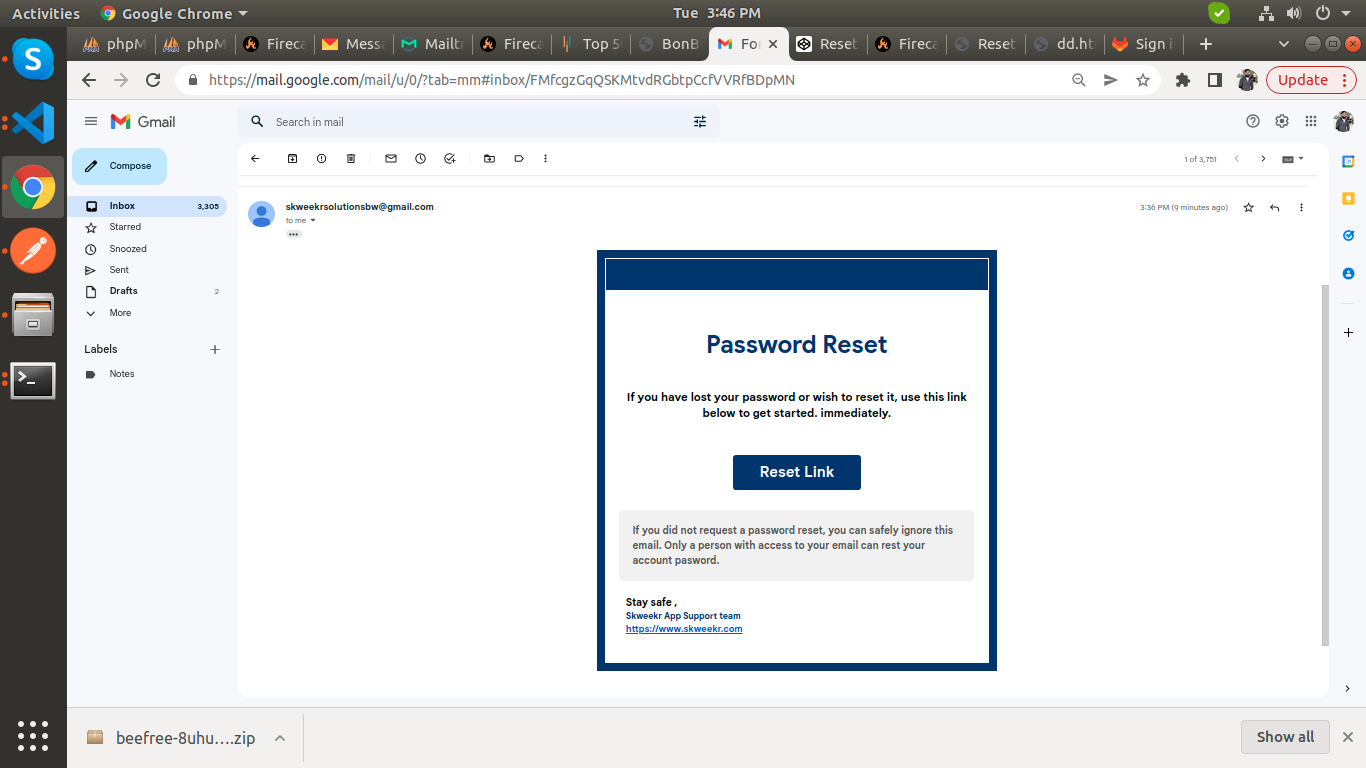 Activities Google Chrome Tue 3:46 PM
phpM phpM Fireca Mess Mailtr Fireca Top 5 BonB For Reset Fireca Reset dd.ht Sign i
https://mail.google.com/mail/u/0/?tab=mm#inbox/FMfcgzGqQSKMtvdRGbtpCcfVVRfBDpMN Update
Gmail Search in mail
Compose 1 of 3,751
Inbox 3,305
Starred
Snoozed
Sent
Drafts 2
More
Labels
Notes
skweekrsolutionsbw@gmail.com 3:36 PM (9 minutes ago)
to me
Password Reset
If you have lost your password or wish to reset it, use this link
below to get started. immediately.
Reset Link
If you did not request a password reset, you can safely ignore this
email. Only a person with access to your email can rest your
account pasword.
Stay safe ,
Skweekr App Support team
https://www.skweekr.com
beefree-8uhu....zip Show all